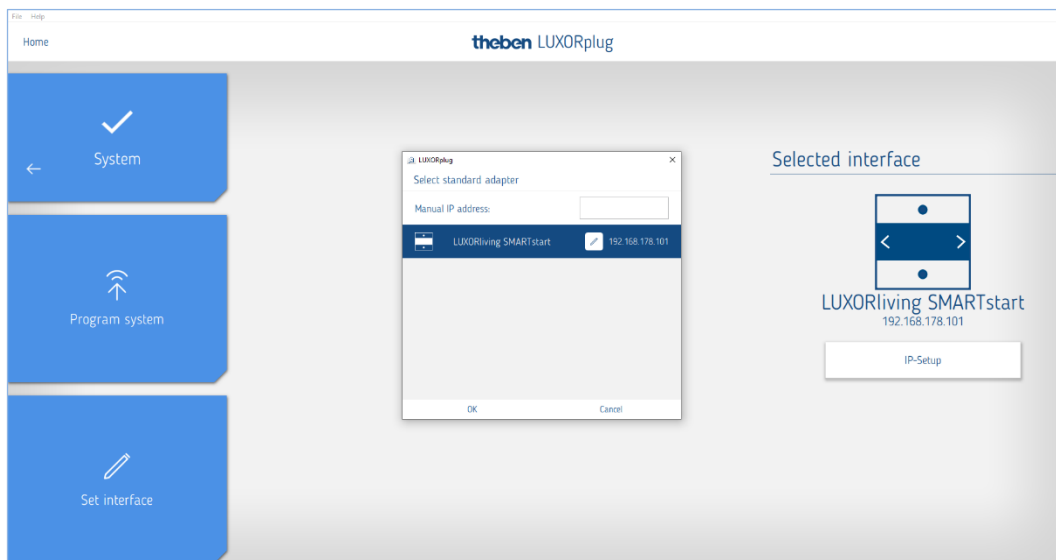 File Help
Home
theben LUXORplug
System
Program system
Set interface
LUXORplug
Select standard adapter
Manual IP address:
LUXORliving SMARTstart 192.168.178.101
OK Cancel
Selected interface
LUXORliving SMARTstart
192.168.178.101
IP-Setup